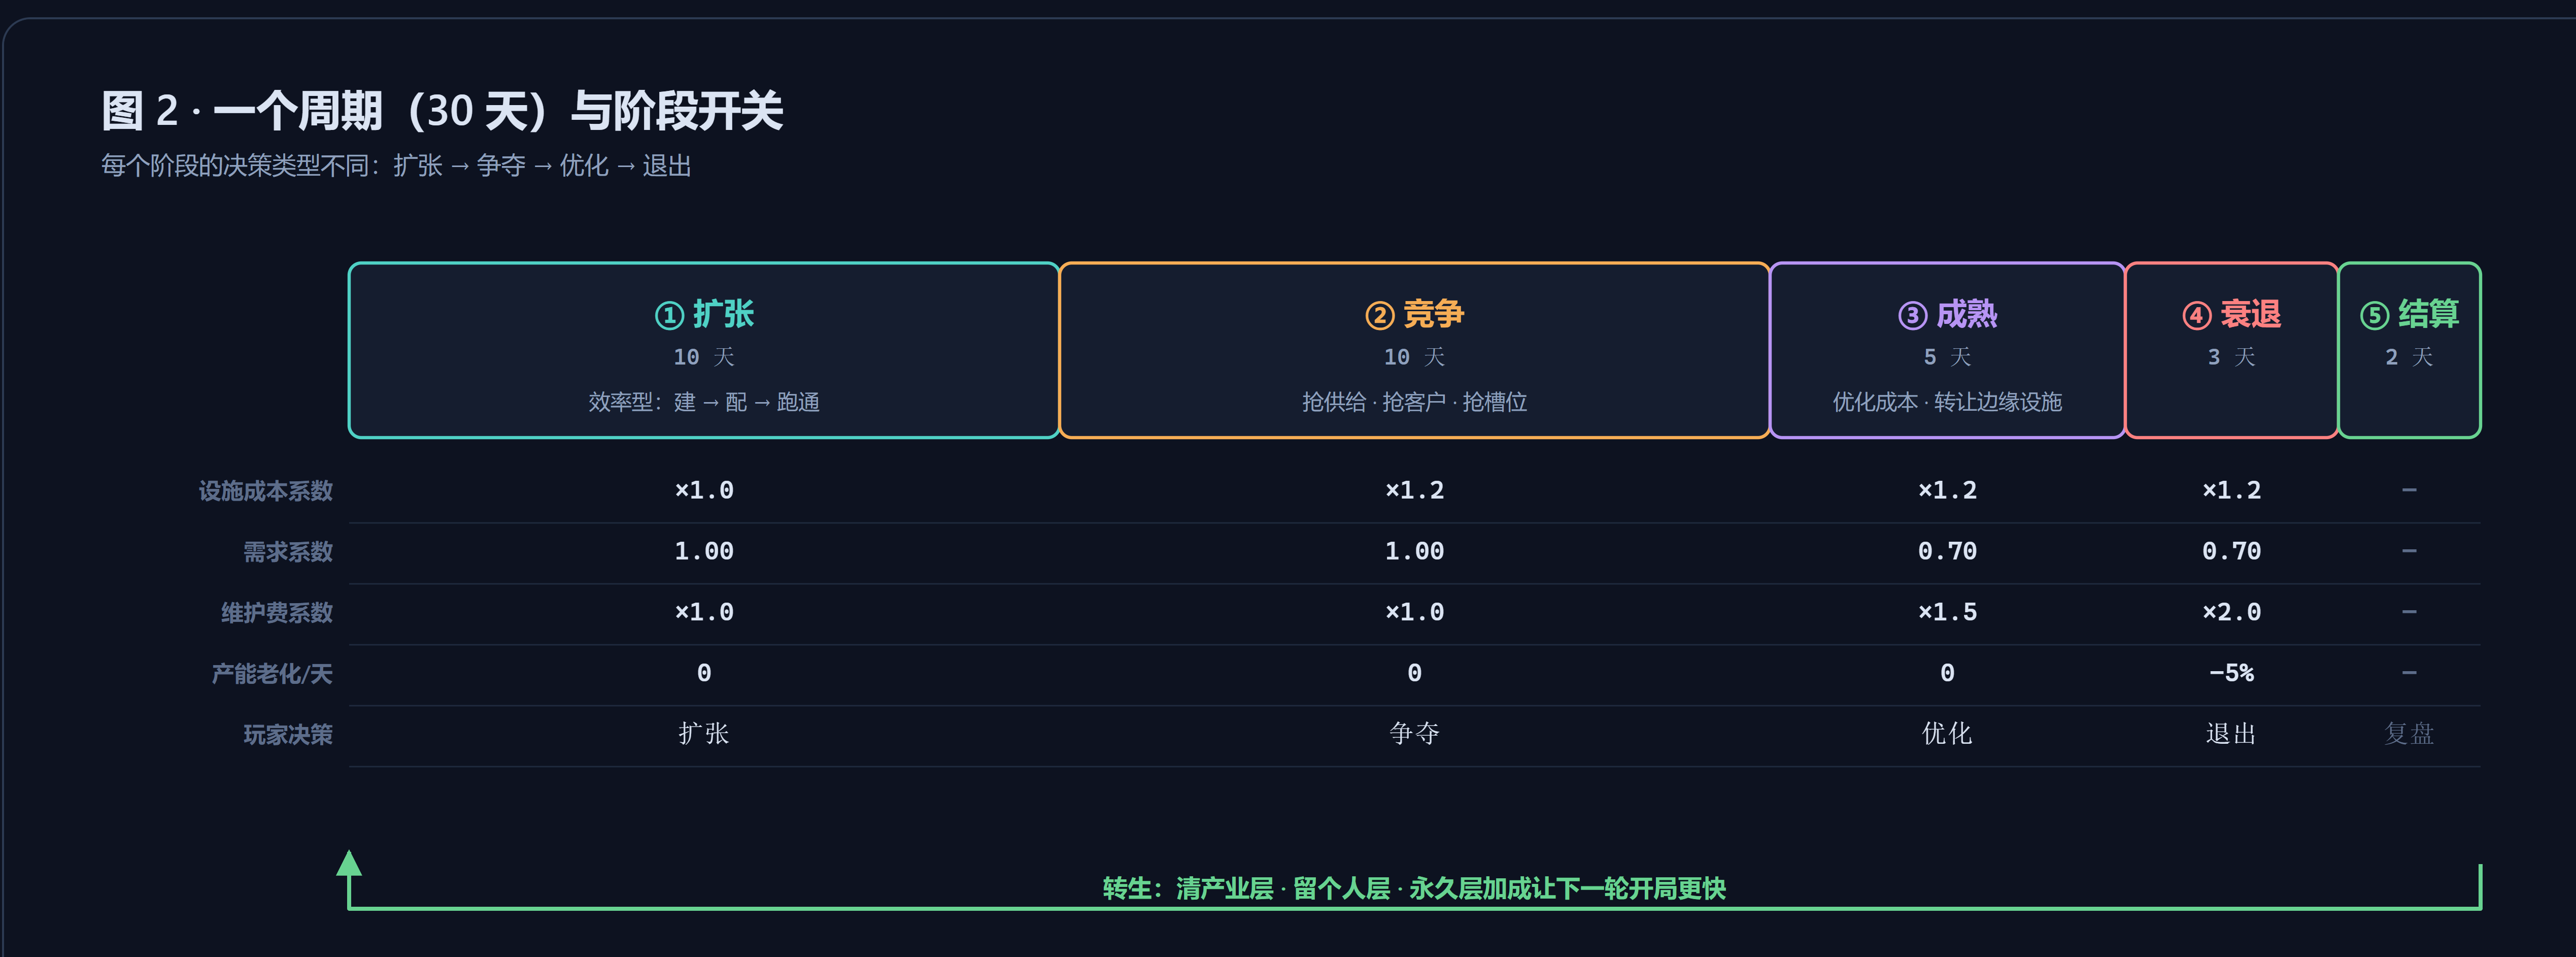 图 2 · 一个周期（30 天）与阶段开关
每个阶段的决策类型不同：扩张 → 争夺 → 优化 → 退出
① 扩张
10 天
效率型：建 → 配 → 跑通
② 竞争
10 天
抢供给 · 抢客户 · 抢槽位
③ 成熟
5 天
优化成本 · 转让边缘设施
④ 衰退
3 天
⑤ 结算
2 天
设施成本系数 ×1.0 ×1.2 ×1.2 ×1.2 —
需求系数 1.00 1.00 0.70 0.70 —
维护费系数 ×1.0 ×1.0 ×1.5 ×2.0 —
产能老化/天 0 0 0 −5% —
玩家决策 扩张 争夺 优化 退出 复盘
转生：清产业层 · 留个人层 · 永久层加成让下一轮开局更快